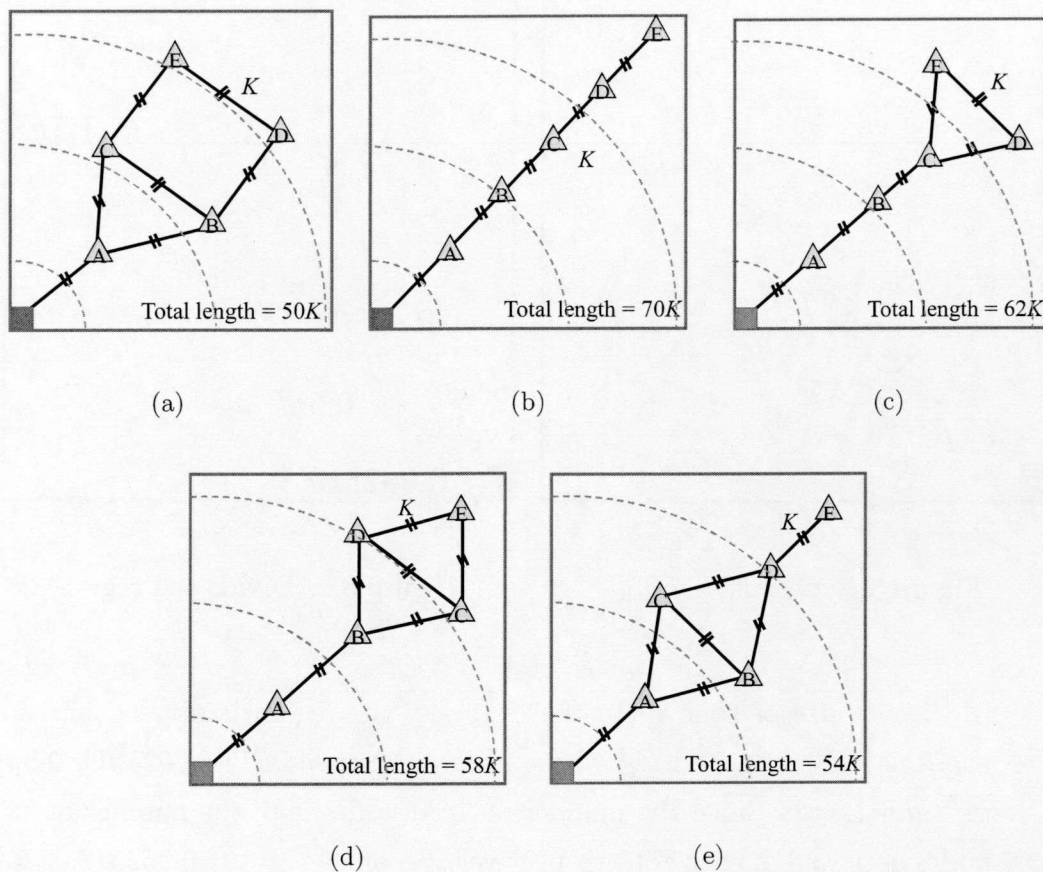 E
K
C
D
B
A
Total length = 50K
(a)
E
D
C
K
B
A
Total length = 70K
(b)
E
K
D
C
B
A
Total length = 62K
(c)
K
E
D
C
B
A
Total length = 58K
(d)
K
E
D
C
B
A
Total length = 54K
(e)